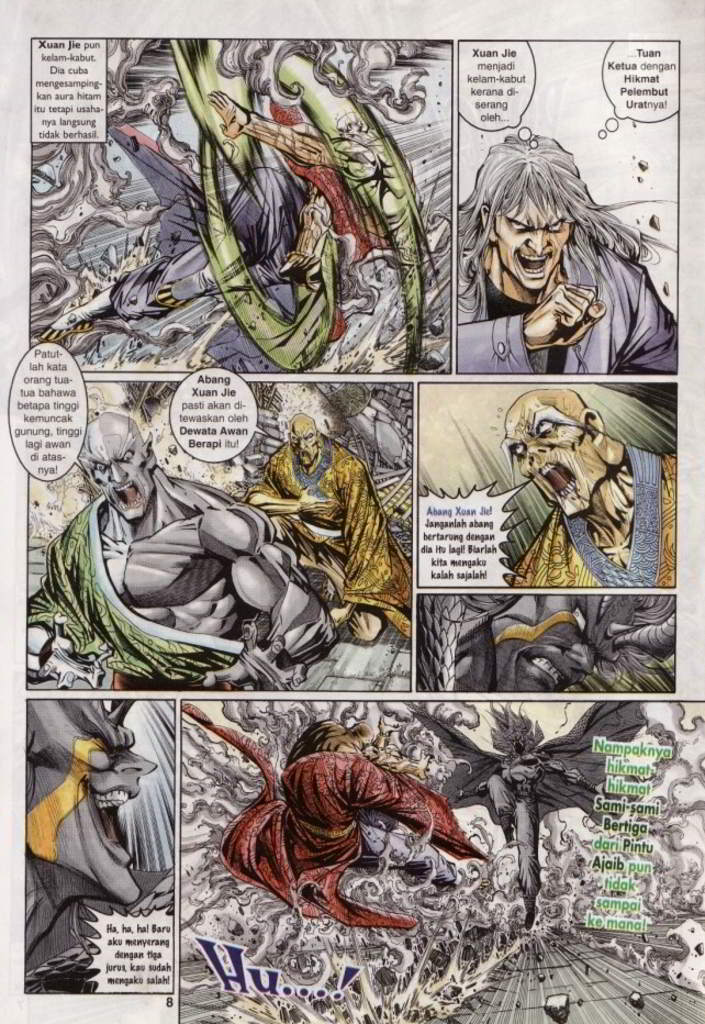 Xuan Jie pun
kelam-kabut.
Dia cuba
mengesamping-
kan aura hitam
itu tetapi usaha-
nya langsung
tidak berhasil.
Xuan Jie
menjadi
kelam-kabut
kerana di-
serang
oleh...
...Tuan
Ketua dengan
Hikmat
Pelembut
Uratnya!
Patut-
lah kata
orang tua-
tua bahawa
betapa tinggi
kemuncak
gunung, tinggi
lagi awan
di atas-
nya!
Abang
Xuan Jie
pasti akan di-
tewaskan oleh
Dewata Awan
Berapi itu!
Abang Xuan Jie!
Janganlah abang
bertarung dengan
dia lagi! Biarlah
kita mengaku
kalah sajalah!
Ha, ha, ha! Baru
aku menyerang
dengan tiga
jurus, kau sudah
mengaku salah!
Nampaknya
hikmat-
hikmat
Sami-sami
Bertiga
dari Pintu
Ajaib pun
tidak
sampai
ke mana!
Hu....!
8